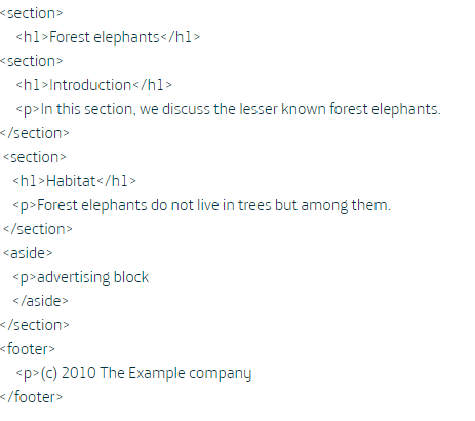 <section>
<h1>Forest elephants</h1>
<section>
<h1>Introduction</h1>
<p>In this section, we discuss the lesser known forest elephants.
</section>
<section>
<h1>Habitat</h1>
<p>Forest elephants do not live in trees but among them.
</section>
<aside>
<p>advertising block
</aside>
</section>
<footer>
<p>(c) 2010 The Example company
</footer>